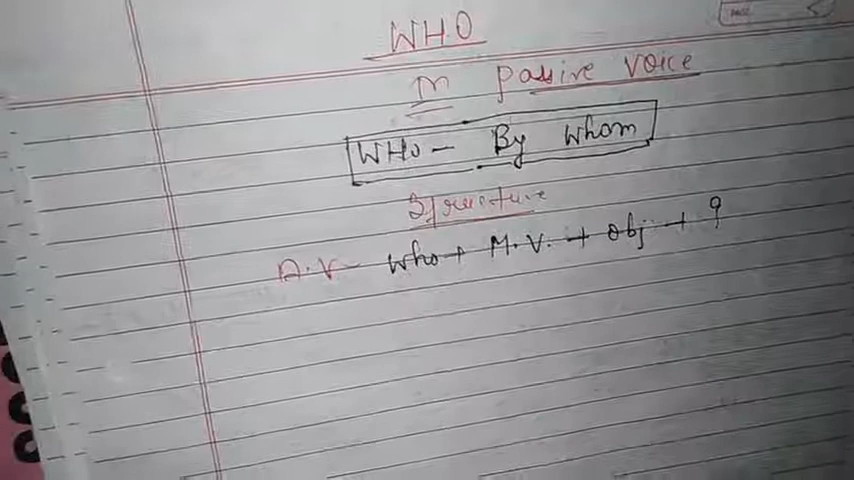 WHO
In Passive voice
WHO - By whom
Structure
A.V - who + M.V. + obj + ?